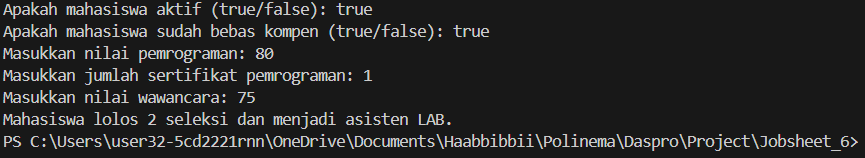 Apakah mahasiswa aktif (true/false): true
Apakah mahasiswa sudah bebas kompen (true/false): true
Masukkan nilai pemrograman: 80
Masukkan jumlah sertifikat pemrograman: 1
Masukkan nilai wawancara: 75
Mahasiswa lolos 2 seleksi dan menjadi asisten LAB.
PS C:\Users\user32-5cd2221rnn\OneDrive\Documents\Haabbibbii\Polinema\Daspro\Project\Jobsheet_6>